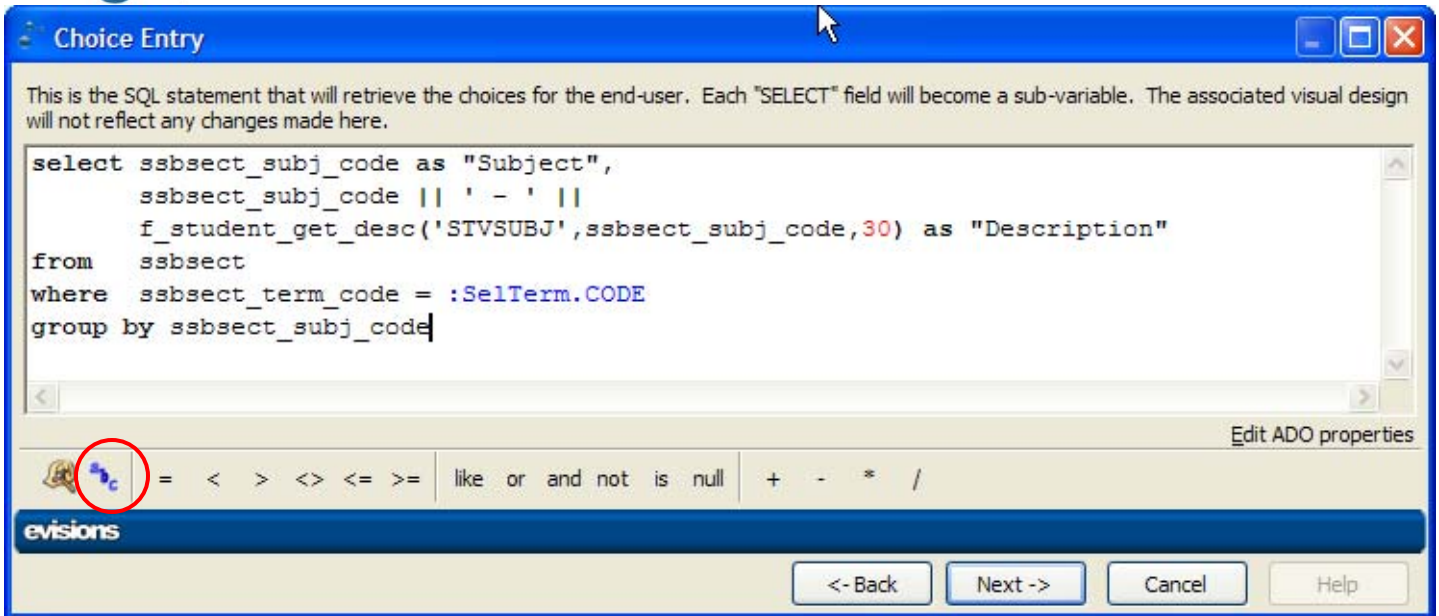 Choice Entry
This is the SQL statement that will retrieve the choices for the end-user. Each "SELECT" field will become a sub-variable. The associated visual design
will not reflect any changes made here.
select ssbsect_subj_code as "Subject",
ssbsect_subj_code || ' - ' ||
f_student_get_desc('STVSUBJ',ssbsect_subj_code,30) as "Description"
from ssbsect
where ssbsect_term_code = :SelTerm.CODE
group by ssbsect_subj_code
Edit ADO properties
abc = < > <> <= >= like or and not is null + - * /
evisions
<- Back Next -> Cancel Help